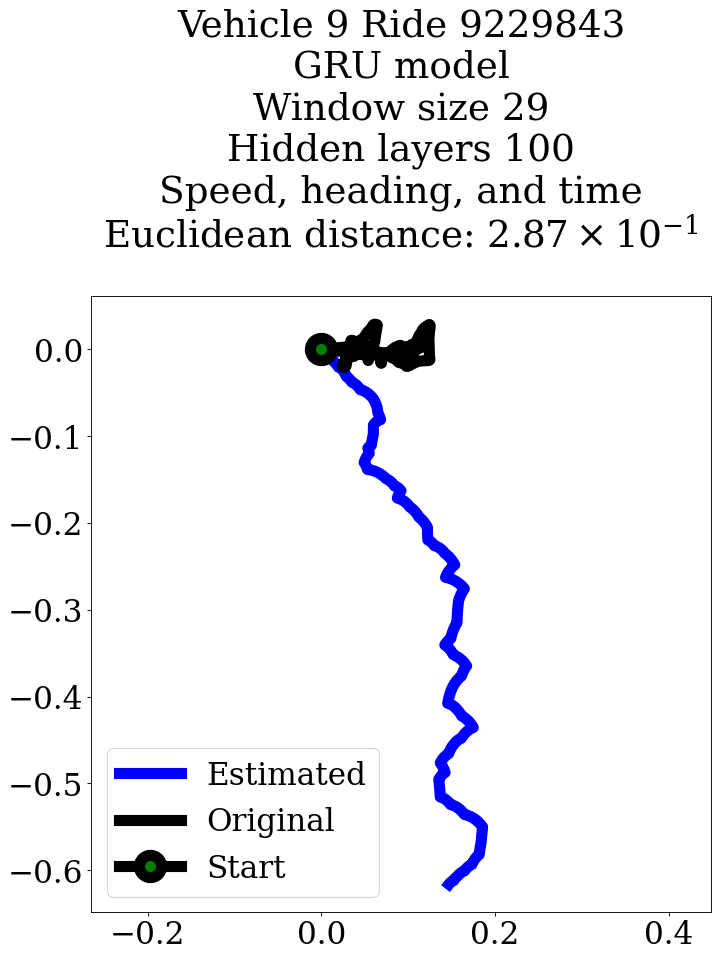 Vehicle 9 Ride 9229843
GRU model
Window size 29
Hidden layers 100
Speed, heading, and time
Euclidean distance: 2.87 × 10⁻¹
0.0
−0.1
−0.2
−0.3
−0.4
−0.5
−0.6
Estimated
Original
Start
−0.2 0.0 0.2 0.4